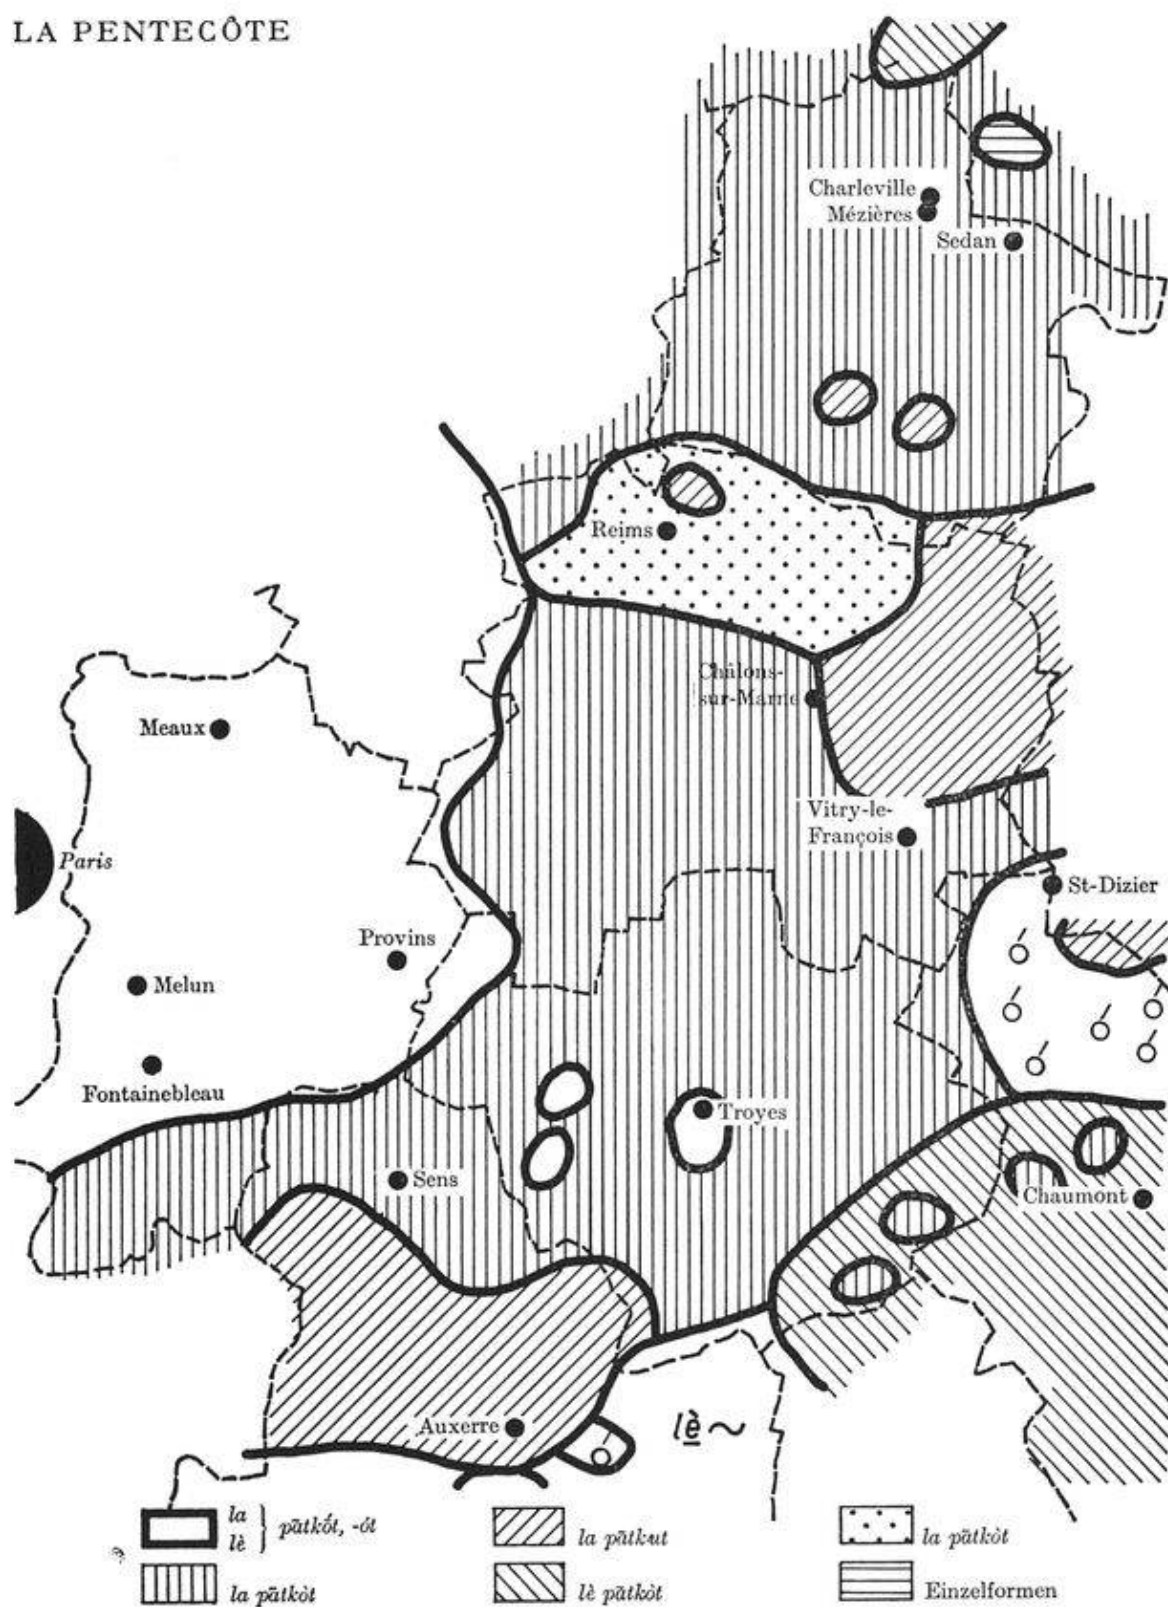 LA PENTECÔTE
Charleville
Mézières
Sedan
Reims
Châlons-
sur-Marne
Meaux
Vitry-le-
François
Paris
St-Dizier
Provins
Melun
Fontainebleau
Troyes
Sens
Chaumont
Auxerre
lè ~
la
lè } pãtkót, -ót
la pãtkut
la pãtkòt
la pãtkòt
lè pãtkòt
Einzelformen